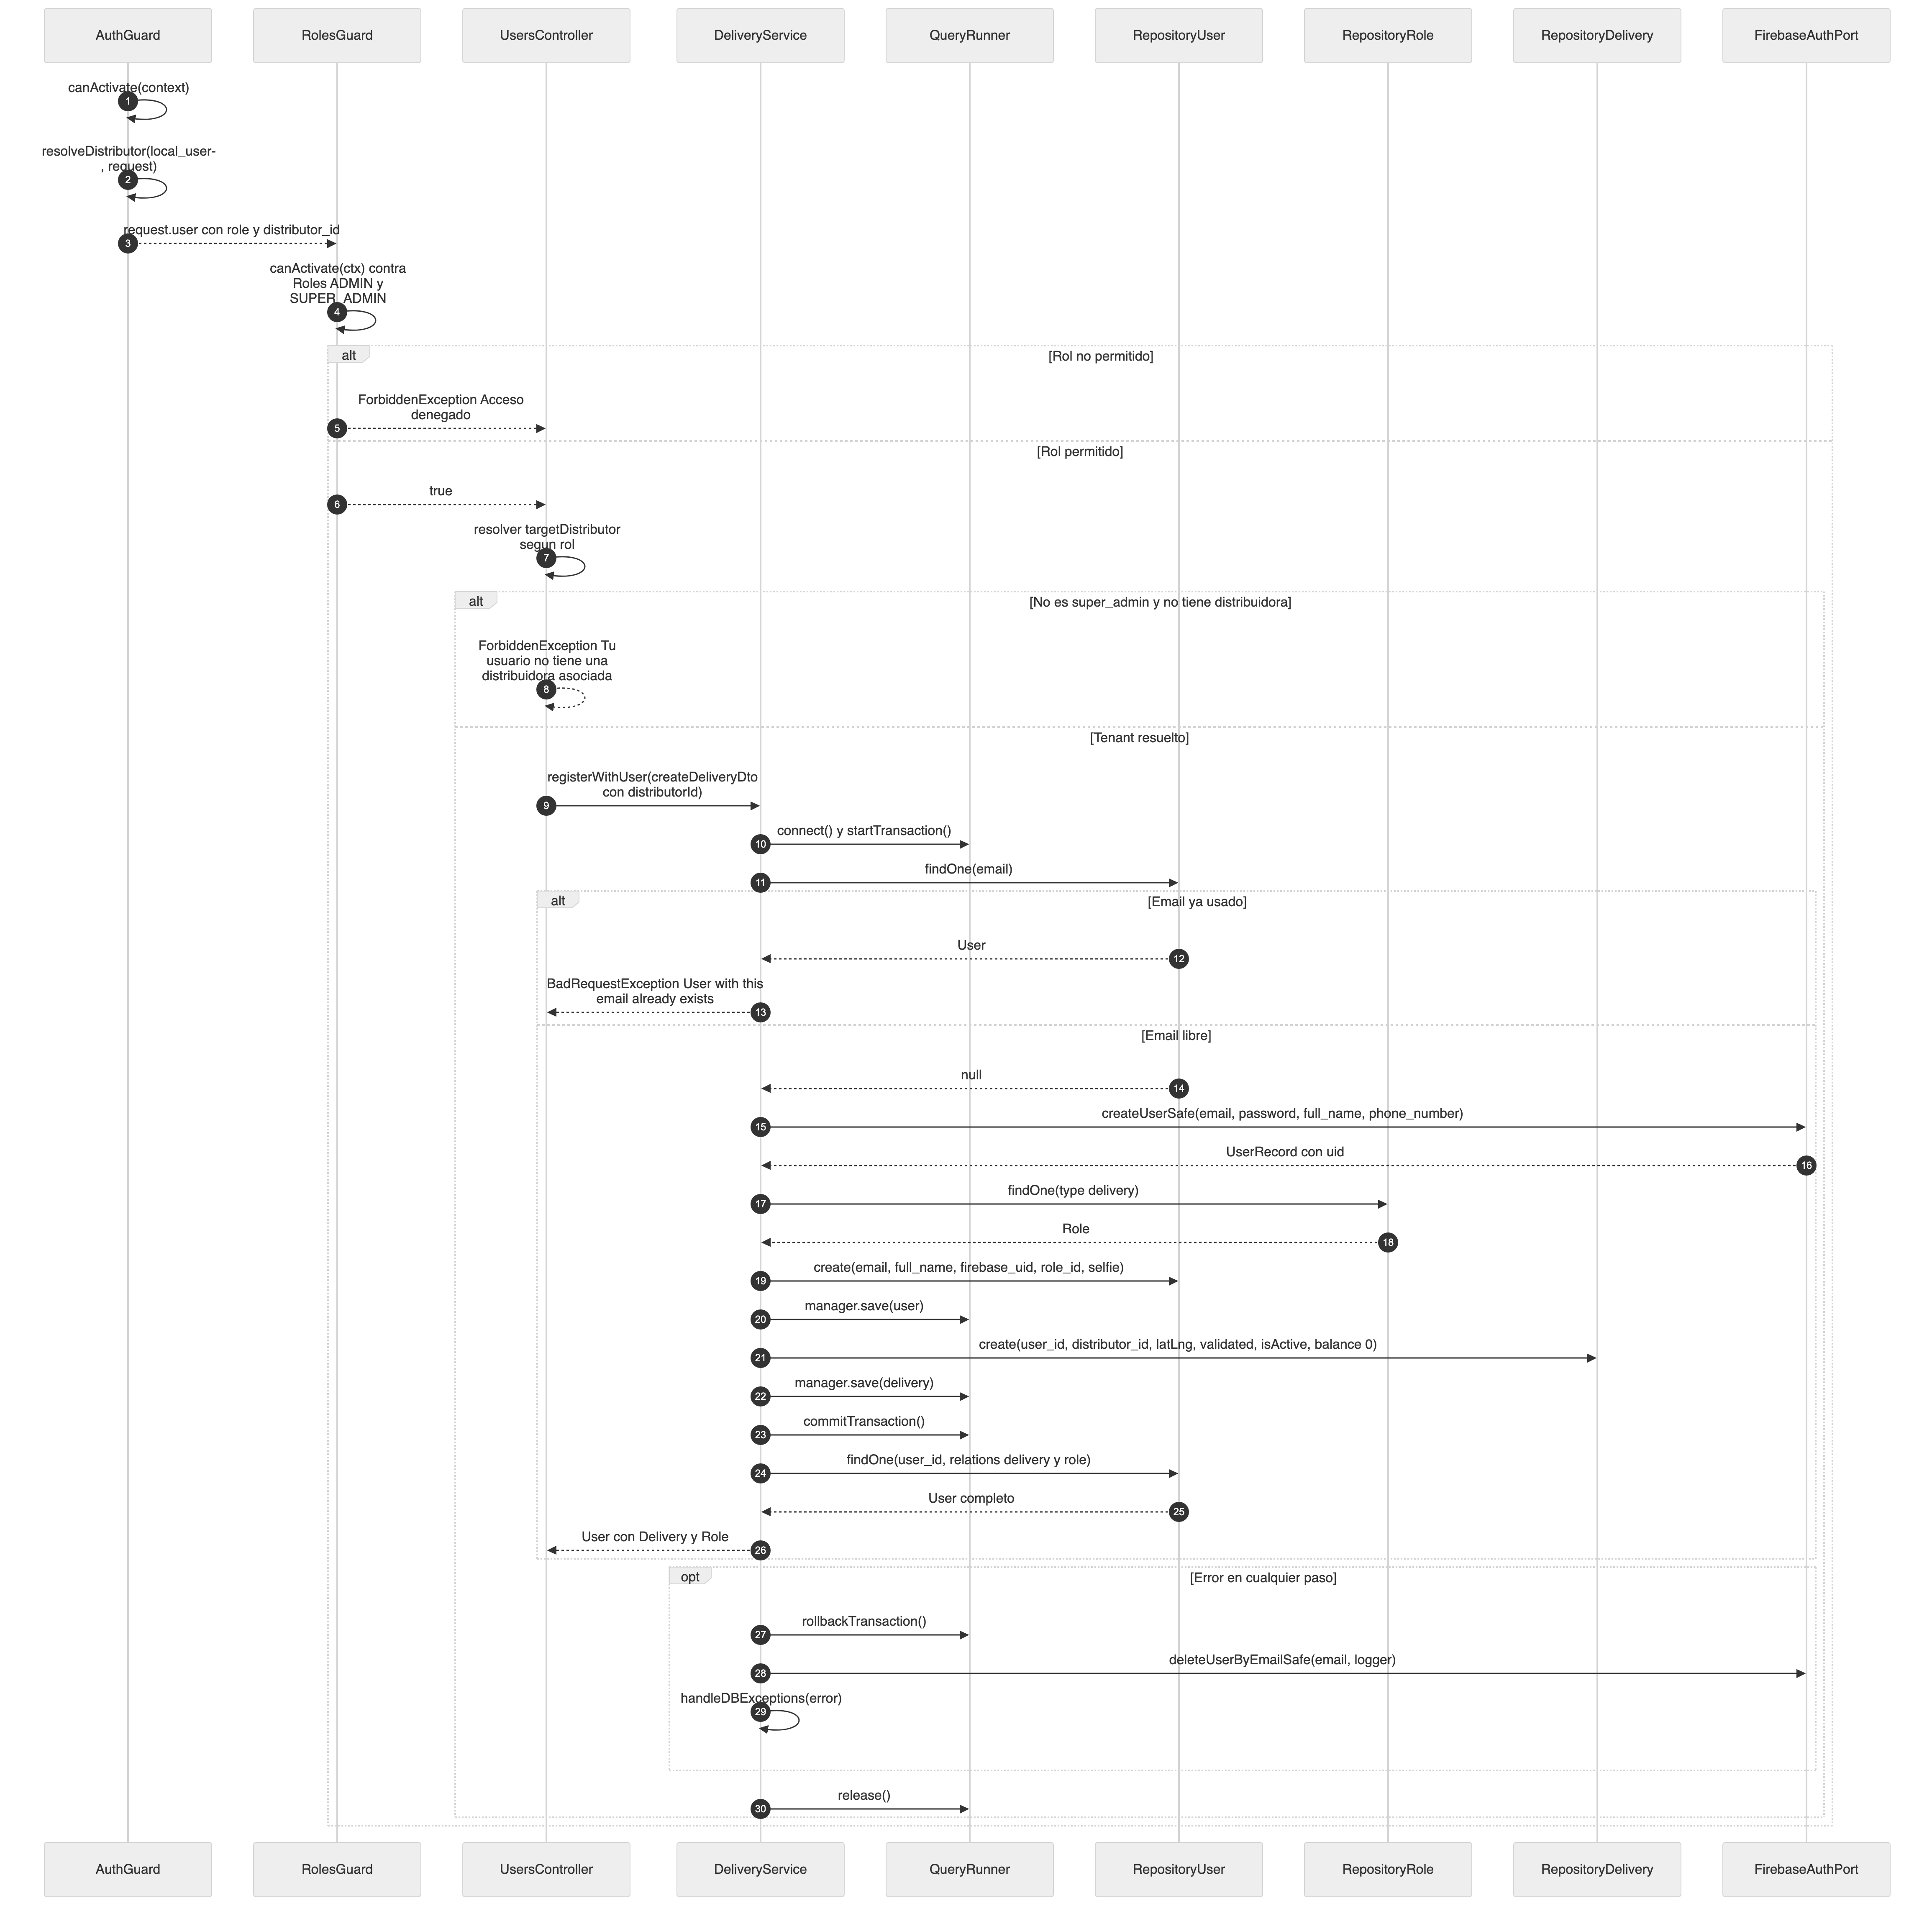 AuthGuard
RolesGuard
UsersController
DeliveryService
QueryRunner
RepositoryUser
RepositoryRole
RepositoryDelivery
FirebaseAuthPort
canActivate(context)
1
resolveDistributor(local_user-
, request)
2
request.user con role y distributor_id
3
canActivate(ctx) contra
Roles ADMIN y
SUPER_ADMIN
4
alt
[Rol no permitido]
ForbiddenException Acceso
denegado
5
[Rol permitido]
true
6
resolver targetDistributor
segun rol
7
alt
[No es super_admin y no tiene distribuidora]
ForbiddenException Tu
usuario no tiene una
distribuidora asociada
8
[Tenant resuelto]
registerWithUser(createDeliveryDto
con distributorId)
9
connect() y startTransaction()
10
findOne(email)
11
alt
[Email ya usado]
User
12
BadRequestException User with this
email already exists
13
[Email libre]
null
14
createUserSafe(email, password, full_name, phone_number)
15
UserRecord con uid
16
findOne(type delivery)
17
Role
18
create(email, full_name, firebase_uid, role_id, selfie)
19
manager.save(user)
20
create(user_id, distributor_id, latLng, validated, isActive, balance 0)
21
manager.save(delivery)
22
commitTransaction()
23
findOne(user_id, relations delivery y role)
24
User completo
25
User con Delivery y Role
26
opt
[Error en cualquier paso]
rollbackTransaction()
27
deleteUserByEmailSafe(email, logger)
28
handleDBExceptions(error)
29
release()
30
AuthGuard
RolesGuard
UsersController
DeliveryService
QueryRunner
RepositoryUser
RepositoryRole
RepositoryDelivery
FirebaseAuthPort